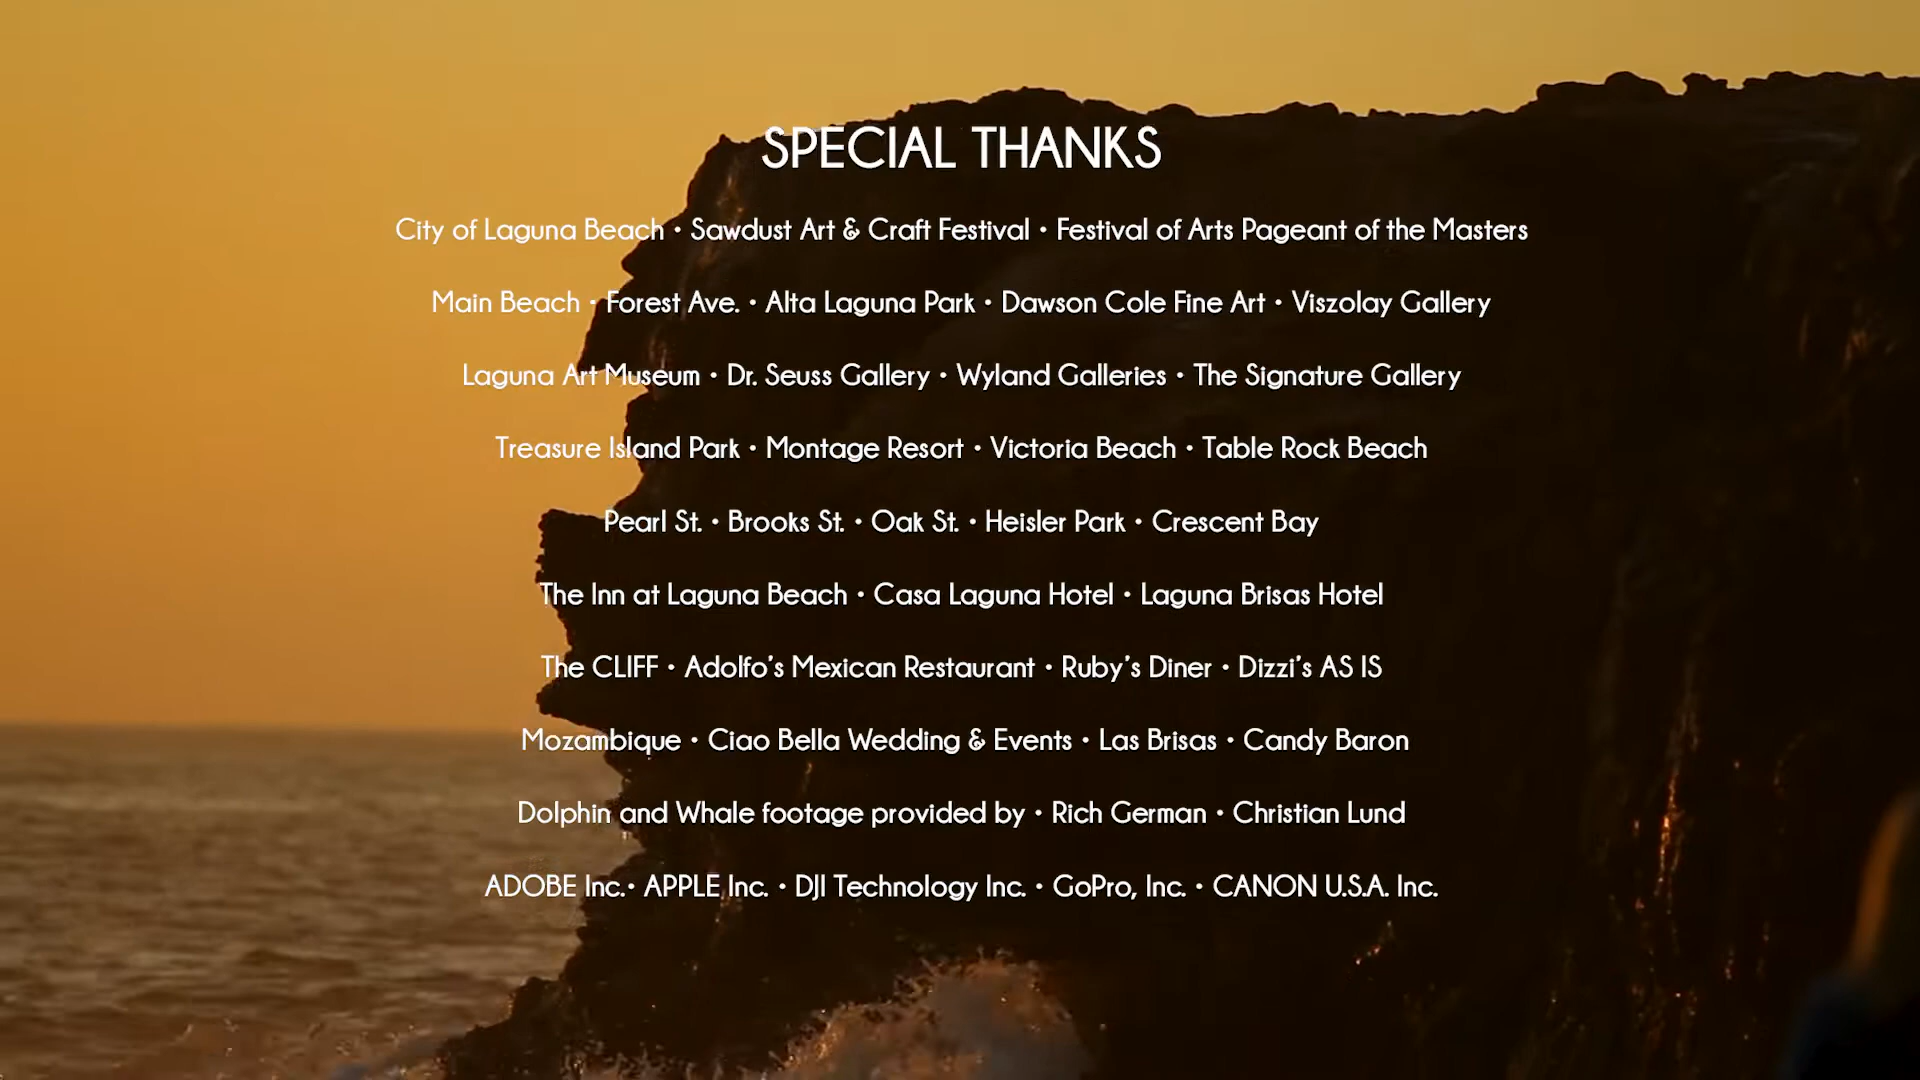 SPECIAL THANKS
City of Laguna Beach • Sawdust Art & Craft Festival • Festival of Arts Pageant of the Masters
Main Beach • Forest Ave. • Alta Laguna Park • Dawson Cole Fine Art • Viszolay Gallery
Laguna Art Museum • Dr. Seuss Gallery • Wyland Galleries • The Signature Gallery
Treasure Island Park • Montage Resort • Victoria Beach • Table Rock Beach
Pearl St. • Brooks St. • Oak St. • Heisler Park • Crescent Bay
The Inn at Laguna Beach • Casa Laguna Hotel • Laguna Brisas Hotel
The CLIFF • Adolfo's Mexican Restaurant • Ruby's Diner • Dizzi's AS IS
Mozambique • Ciao Bella Wedding & Events • Las Brisas • Candy Baron
Dolphin and Whale footage provided by • Rich German • Christian Lund
ADOBE Inc.• APPLE Inc. • DJI Technology Inc. • GoPro, Inc. • CANON U.S.A. Inc.